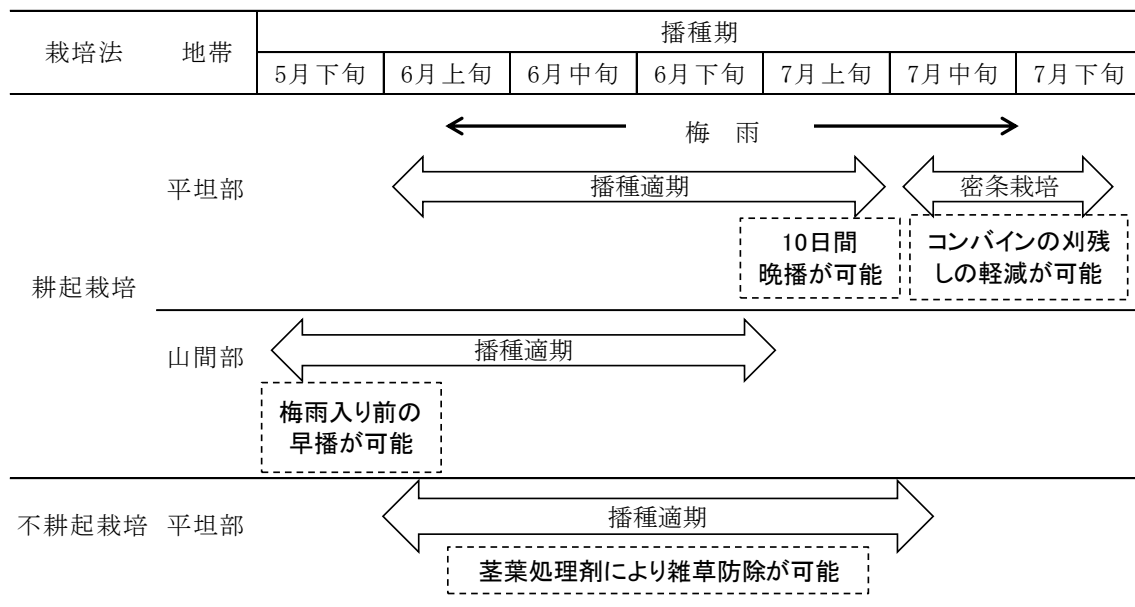 栽培法 地帯 播種期
5月下旬 6月上旬 6月中旬 6月下旬 7月上旬 7月中旬 7月下旬
梅 雨
平坦部 播種適期 密条栽培
10日間
晩播が可能
コンバインの刈残
しの軽減が可能
耕起栽培
山間部 播種適期
梅雨入り前の
早播が可能
不耕起栽培 平坦部 播種適期
茎葉処理剤により雑草防除が可能